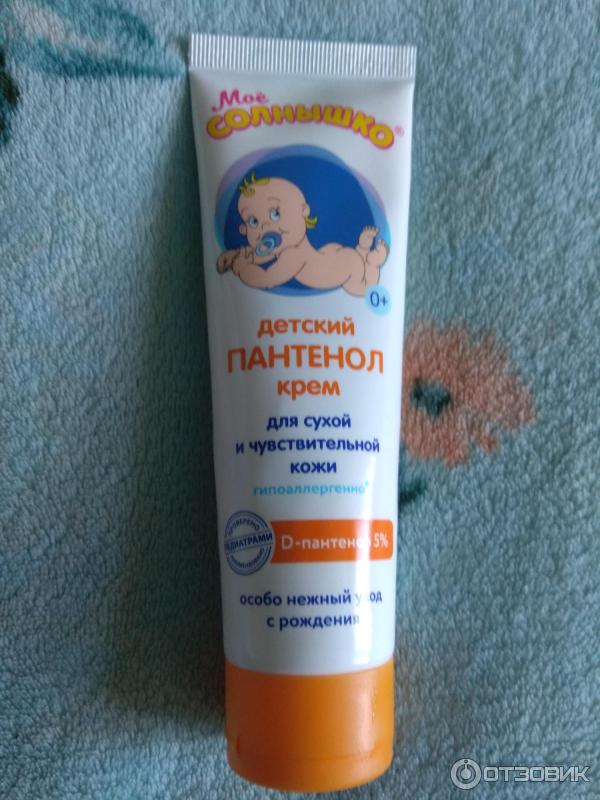 Моё
СОЛНЫШКО®
0+
детский
ПАНТЕНОЛ
крем
для сухой
и чувствительной
кожи
гипоаллергенно*
ПРОВЕРЕНО
ПЕДИАТРАМИ
D-пантенол 5%
особо нежный уход
с рождения
ОТЗОВИК